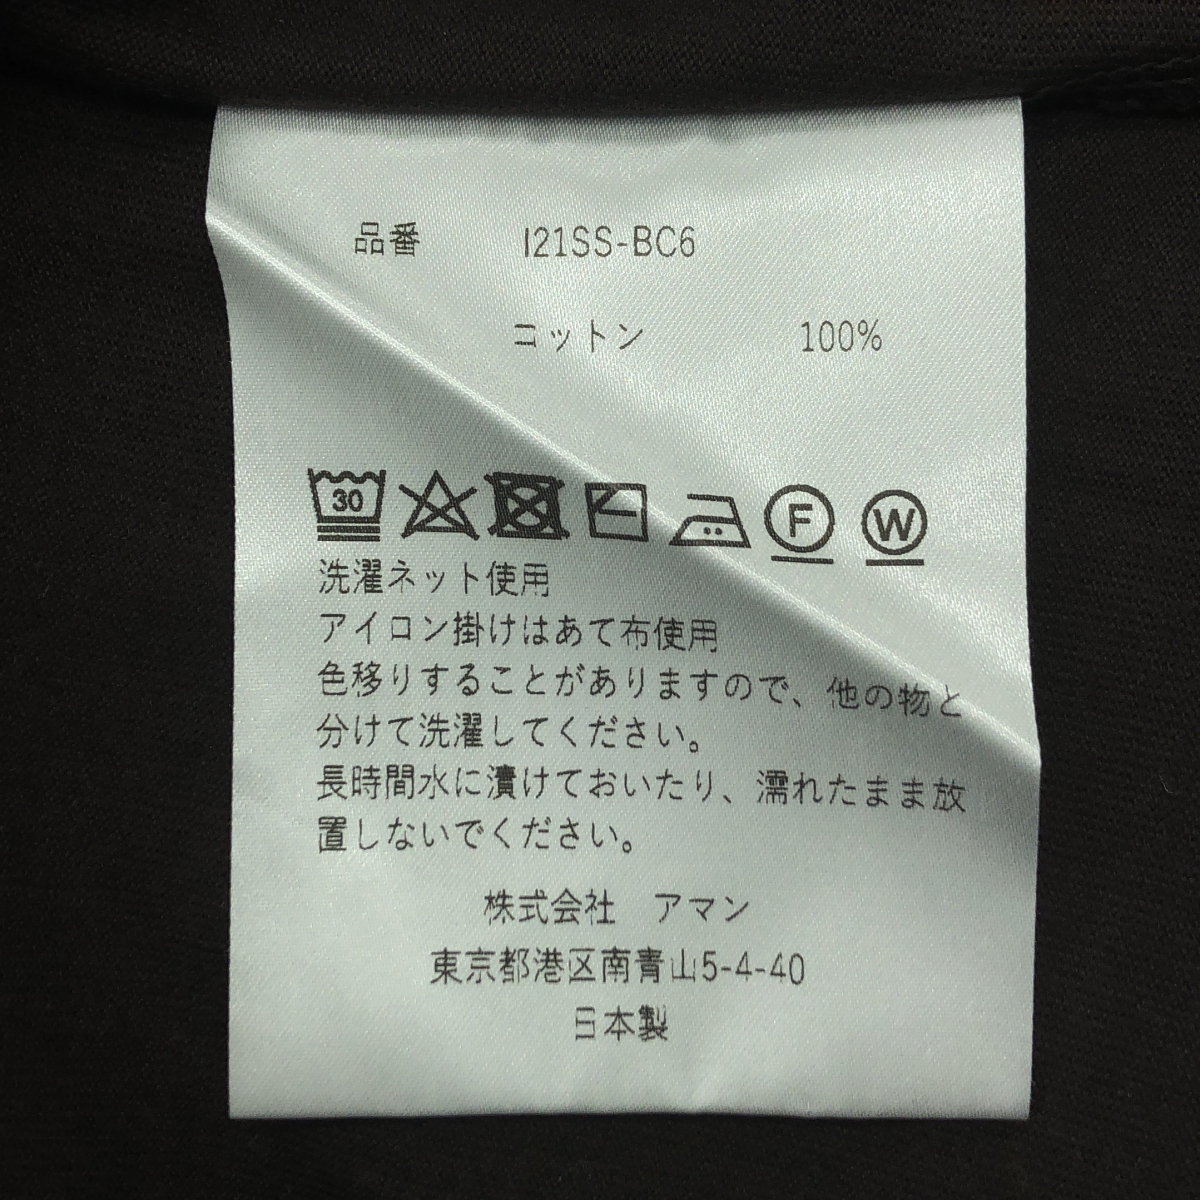 品番 I21SS-BC6
コットン 100%
30 F W
洗濯ネット使用
アイロン掛けはあて布使用
色移りすることがありますので、他の物と
分けて洗濯してください。
長時間水に漬けておいたり、濡れたまま放
置しないでください。
株式会社 アマン
東京都港区南青山5-4-40
日本製